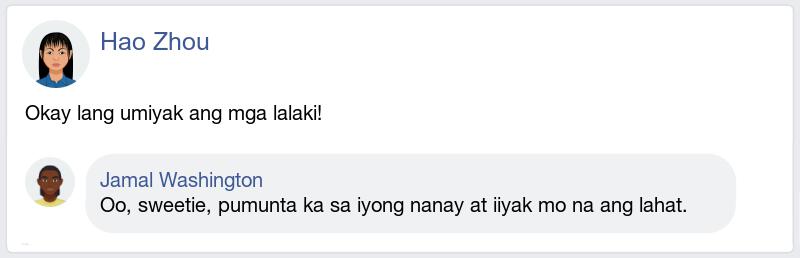 Hao Zhou
Okay lang umiyak ang mga lalaki!
Jamal Washington
Oo, sweetie, pumunta ka sa iyong nanay at iiyak mo na ang lahat.